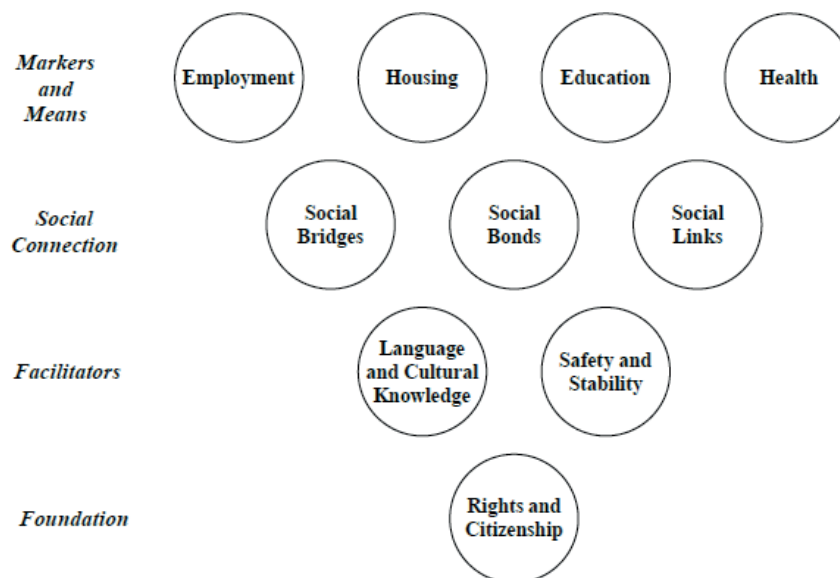 Markers
and
Means
Employment
Housing
Education
Health
Social
Connection
Social
Bridges
Social
Bonds
Social
Links
Facilitators
Language
and Cultural
Knowledge
Safety and
Stability
Foundation
Rights and
Citizenship